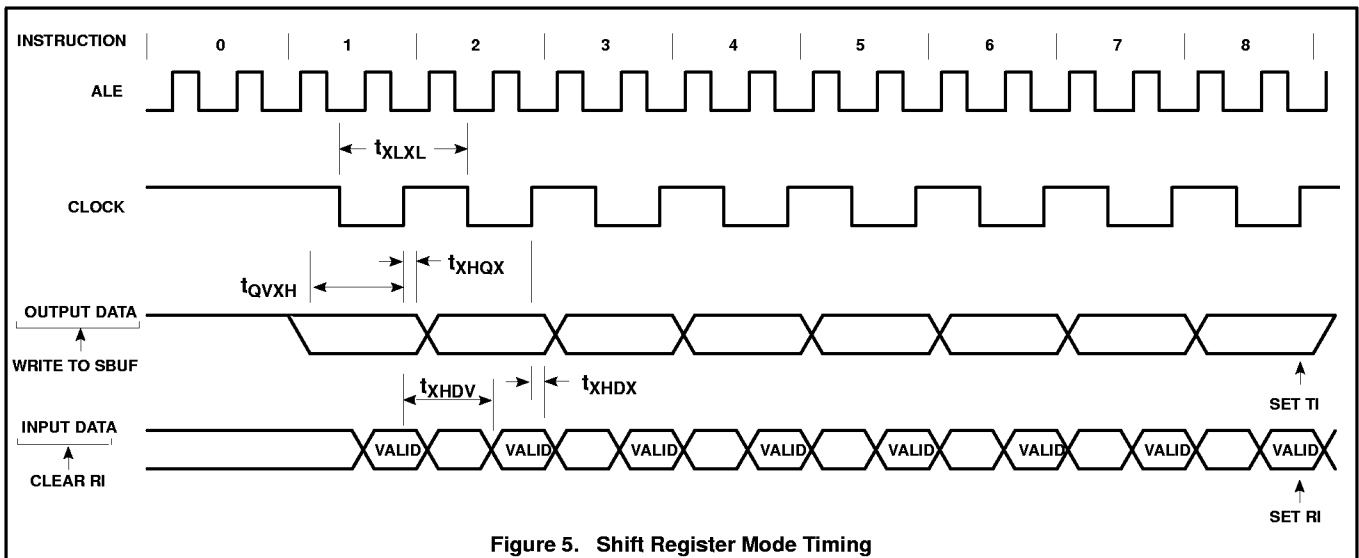 INSTRUCTION 0 1 2 3 4 5 6 7 8
ALE
tXLXL
CLOCK
tXHQX
tQVXH
OUTPUT DATA
WRITE TO SBUF
tXHDV
tXHDX
SET TI
INPUT DATA
VALID VALID VALID VALID VALID VALID VALID VALID
CLEAR RI
SET RI
Figure 5. Shift Register Mode Timing